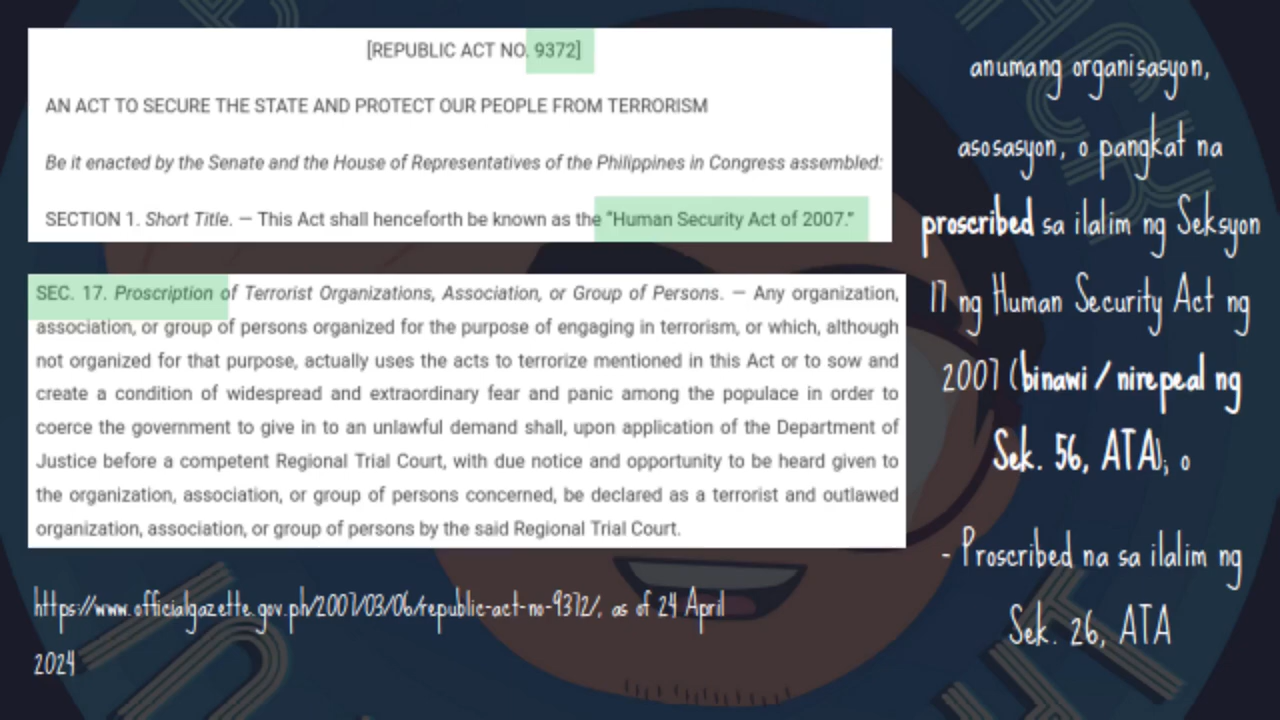 [REPUBLIC ACT NO. 9372]
AN ACT TO SECURE THE STATE AND PROTECT OUR PEOPLE FROM TERRORISM
Be it enacted by the Senate and the House of Representatives of the Philippines in Congress assembled:
SECTION 1. Short Title. — This Act shall henceforth be known as the “Human Security Act of 2007.”
SEC. 17. Proscription of Terrorist Organizations, Association, or Group of Persons. — Any organization,
association, or group of persons organized for the purpose of engaging in terrorism, or which, although
not organized for that purpose, actually uses the acts to terrorize mentioned in this Act or to sow and
create a condition of widespread and extraordinary fear and panic among the populace in order to
coerce the government to give in to an unlawful demand shall, upon application of the Department of
Justice before a competent Regional Trial Court, with due notice and opportunity to be heard given to
the organization, association, or group of persons concerned, be declared as a terrorist and outlawed
organization, association, or group of persons by the said Regional Trial Court.
https://www.officialgazette.gov.ph/2007/03/06/republic-act-no-9372/, as of 24 April
2024
anumang organisasyon,
asosasyon, o pangkat na
proscribed sa ilalim ng Seksyon
17 ng Human Security Act ng
2007 (binawi / nirepeal ng
Sek. 56, ATA); o
- Proscribed na sa ilalim ng
Sek. 26, ATA